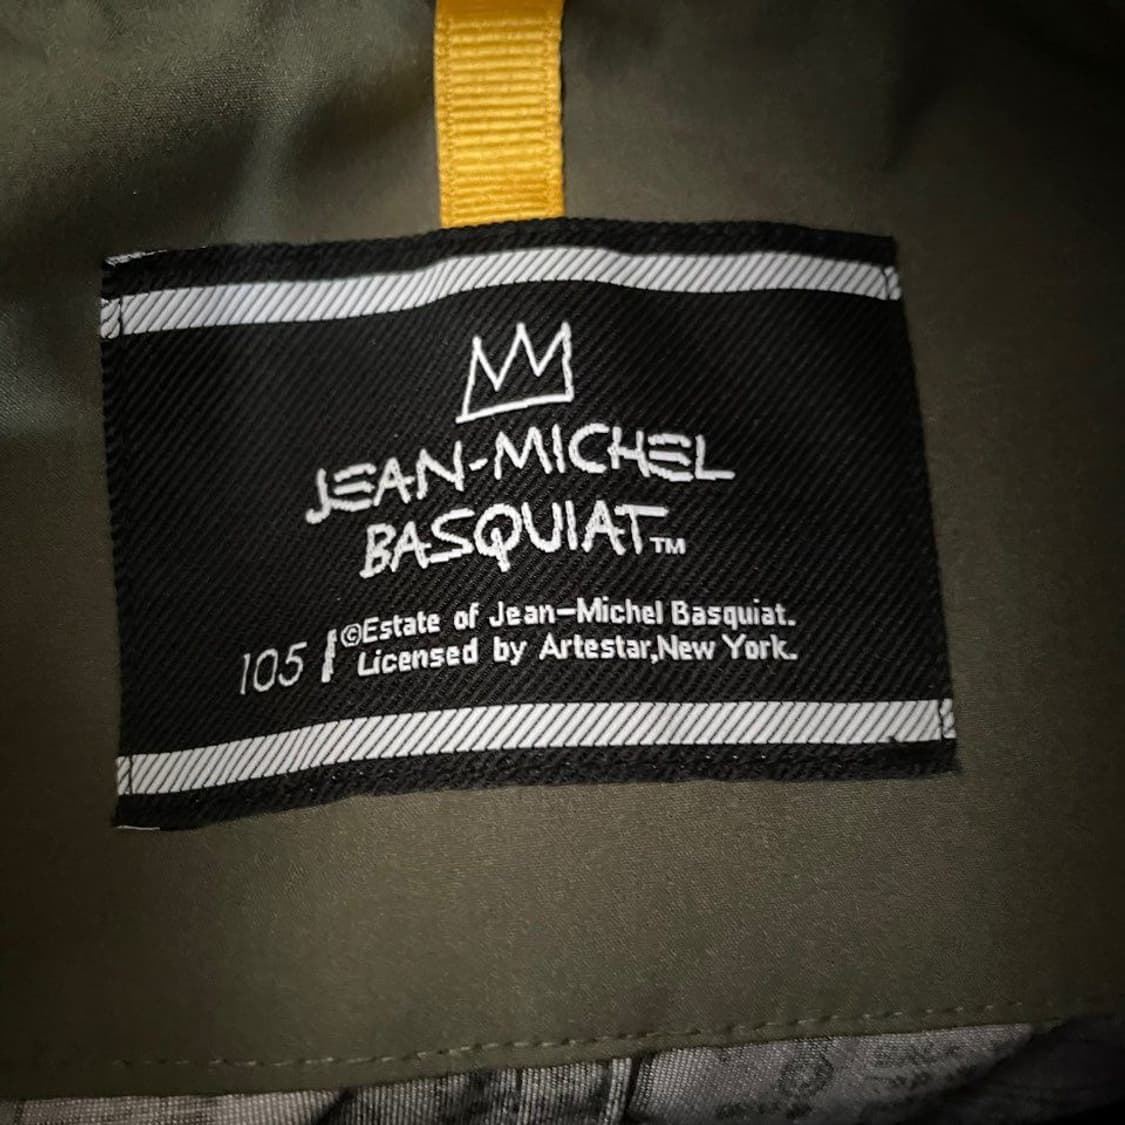 JEAN-MICHEL
BASQUIAT™
©Estate of Jean-Michel Basquiat.
105 / Licensed by Artestar,New York.